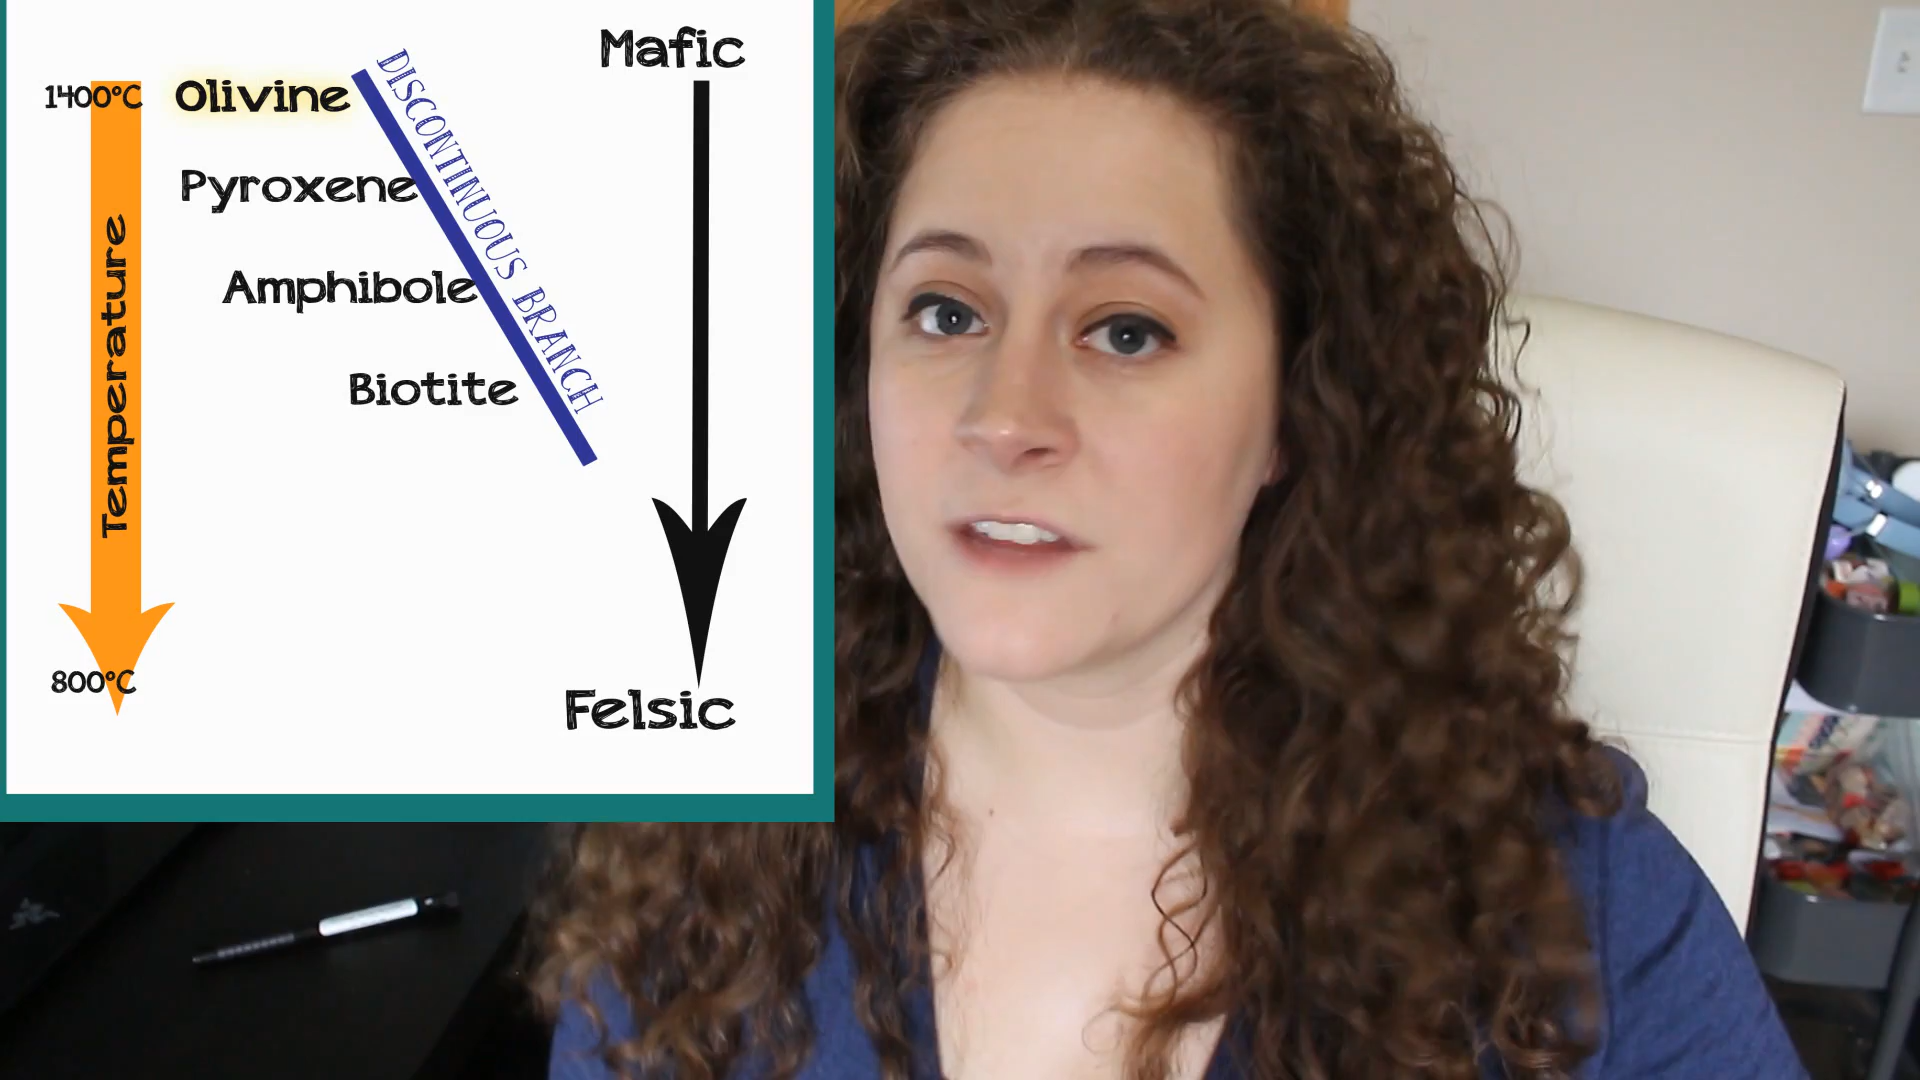 Mafic
1400°C
Olivine
DISCONTINUOUS BRANCH
Pyroxene
Amphibole
Temperature
Biotite
800°C
Felsic